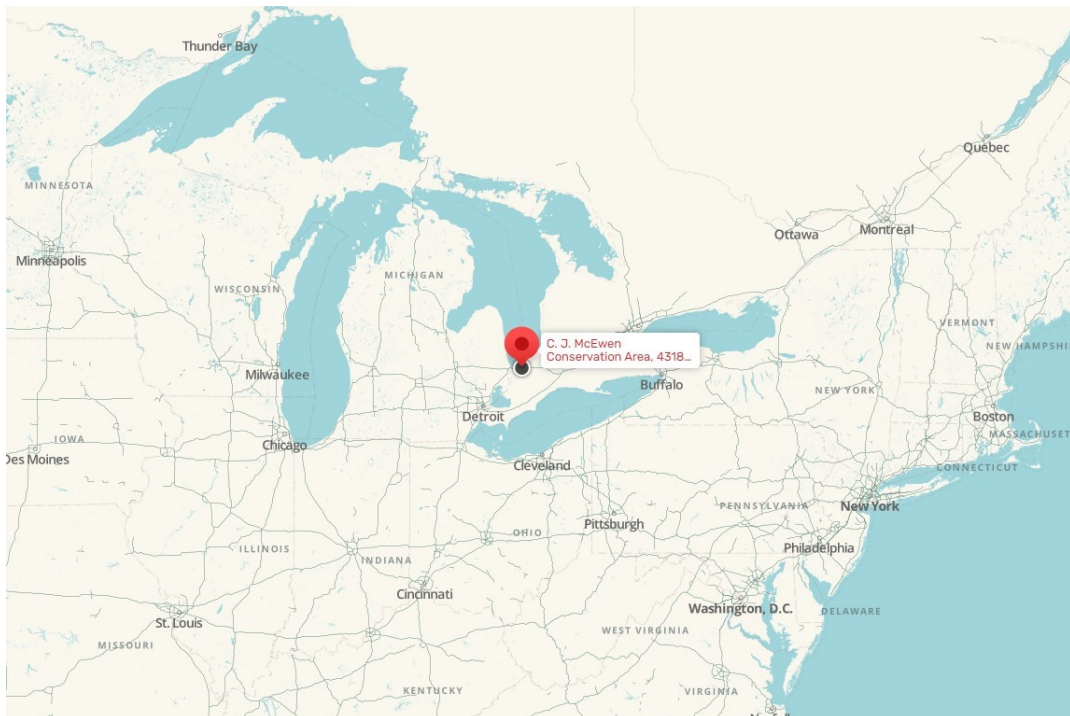 Thunder Bay
Québec
MINNESOTA
Ottawa
Montreal
Minneapolis
MICHIGAN
WISCONSIN
VERMONT
C. J. McEwen
Conservation Area, 4318...
NEW HAMPSHI
Milwaukee
Buffalo
NEW YORK
Detroit
Boston
MASSACHUSET
IOWA
Chicago
Des Moines
Cleveland
CONNECTICUT
PENNSYLVANIA
New York
Pittsburgh
OHIO
ILLINOIS
Philadelphia
INDIANA
Cincinnati
Washington, D.C.
DELAWARE
St. Louis
WEST VIRGINIA
MISSOURI
KENTUCKY
VIRGINIA